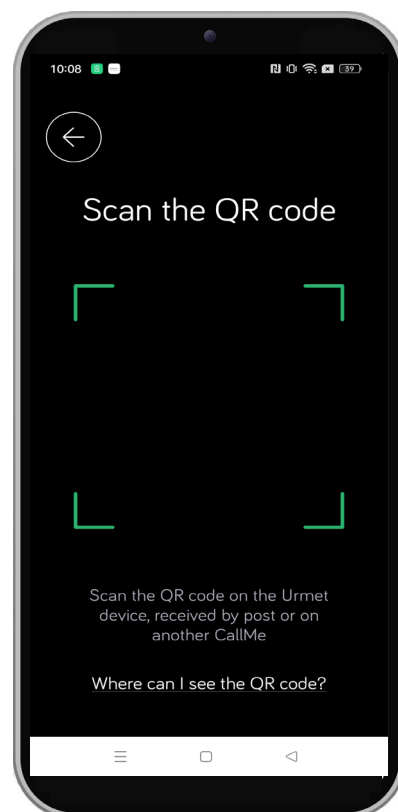 10:08
39
Scan the QR code
Scan the QR code on the Urmet
device, received by post or on
another CallMe
Where can I see the QR code?